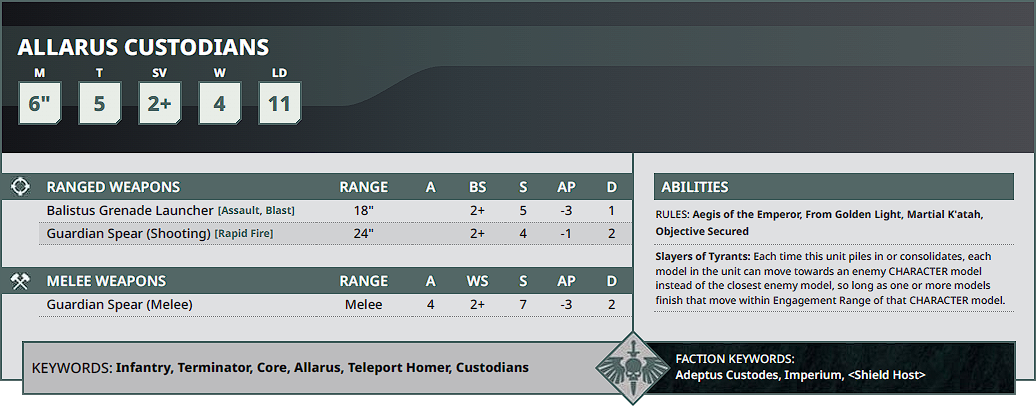 ALLARUS CUSTODIANS
M T SV W LD
6" 5 2+ 4 11
RANGED WEAPONS RANGE A BS S AP D
Balistus Grenade Launcher [Assault, Blast] 18" 2+ 5 -3 1
Guardian Spear (Shooting) [Rapid Fire] 24" 2+ 4 -1 2
MELEE WEAPONS RANGE A WS S AP D
Guardian Spear (Melee) Melee 4 2+ 7 -3 2
ABILITIES
RULES: Aegis of the Emperor, From Golden Light, Martial K'atah,
Objective Secured
Slayers of Tyrants: Each time this unit piles in or consolidates, each
model in the unit can move towards an enemy CHARACTER model
instead of the closest enemy model, so long as one or more models
finish that move within Engagement Range of that CHARACTER model.
KEYWORDS: Infantry, Terminator, Core, Allarus, Teleport Homer, Custodians
FACTION KEYWORDS:
Adeptus Custodes, Imperium, <Shield Host>